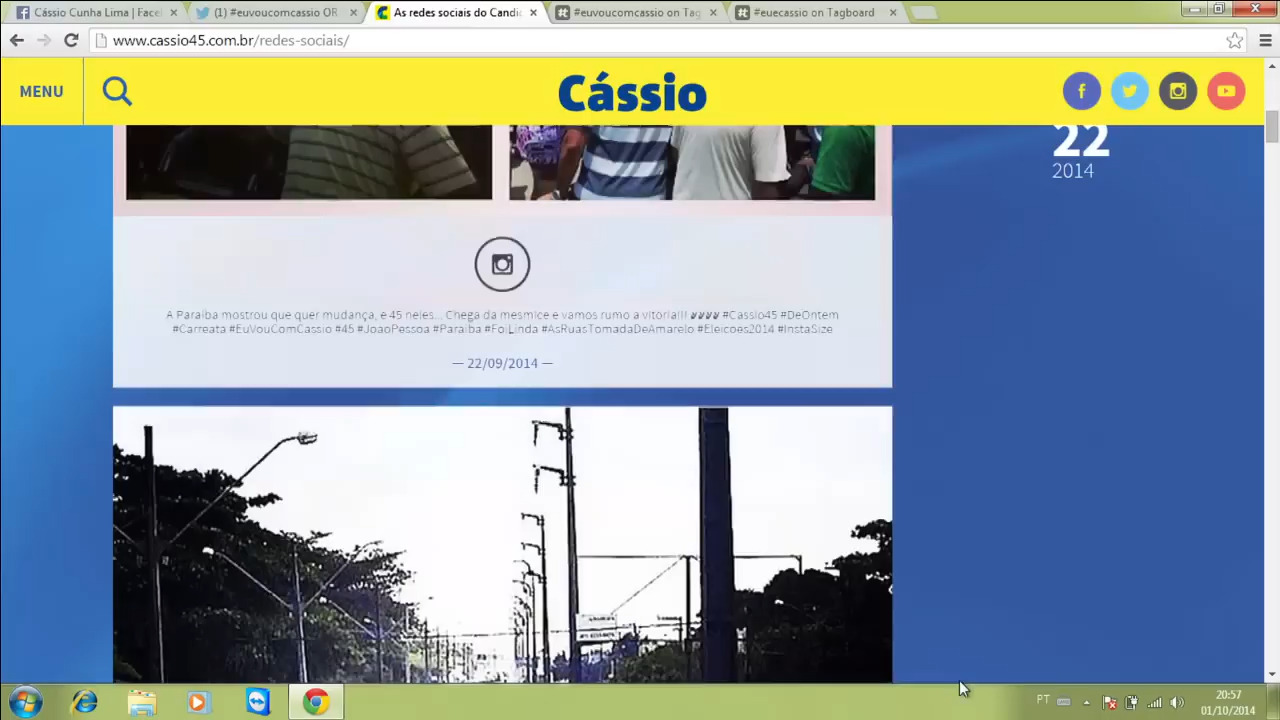 Cássio Cunha Lima | Face
(1) #euvoucomcassio OR
As redes sociais do Candi
#euvoucomcassio on Tag
#euecassio on Tagboard
www.cassio45.com.br/redes-sociais/
MENU
Cássio
22
2014
A Paraíba mostrou que quer mudança, é 45 neles... Chega da mesmice e vamos rumo a vitória!!! #Cassio45 #DeOntem
#Carreata #EuVouComCassio #45 #JoaoPessoa #Paraiba #FoiLinda #AsRuasTomadaDeAmarelo #Eleicoes2014 #InstaSize
— 22/09/2014 —
PT
20:57
01/10/2014